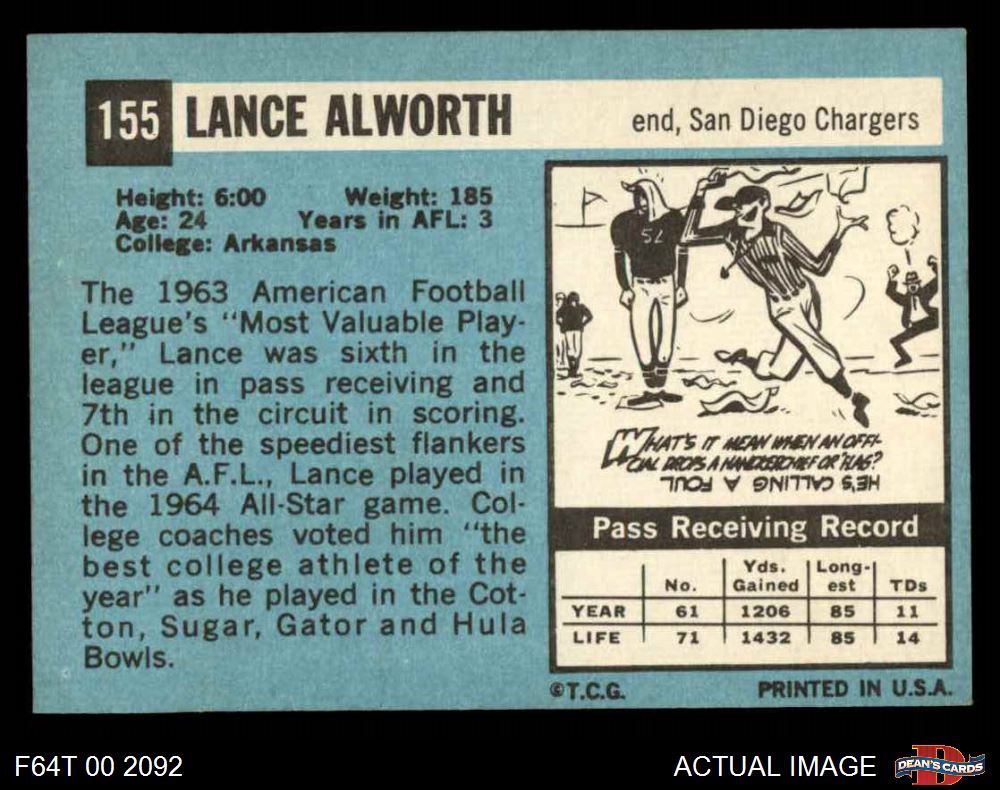 155 LANCE ALWORTH end, San Diego Chargers
Height: 6:00 Weight: 185
Age: 24 Years in AFL: 3
College: Arkansas
The 1963 American Football
League's "Most Valuable Play-
er," Lance was sixth in the
league in pass receiving and
7th in the circuit in scoring.
One of the speediest flankers
in the A.F.L., Lance played in
the 1964 All-Star game. Col-
lege coaches voted him "the
best college athlete of the
year" as he played in the Cot-
ton, Sugar, Gator and Hula
Bowls.
52
WHAT'S IT MEAN WHEN AN OFFI-
CIAL DROPS A HANDKERCHIEF OR "FLAG"?
HE'S CALLING A FOUL
Pass Receiving Record
No. Yds. Gained Long-est TDs
YEAR 61 1206 85 11
LIFE 71 1432 85 14
©T.C.G. PRINTED IN U.S.A.
F64T 00 2092 ACTUAL IMAGE DEAN'S CARDS